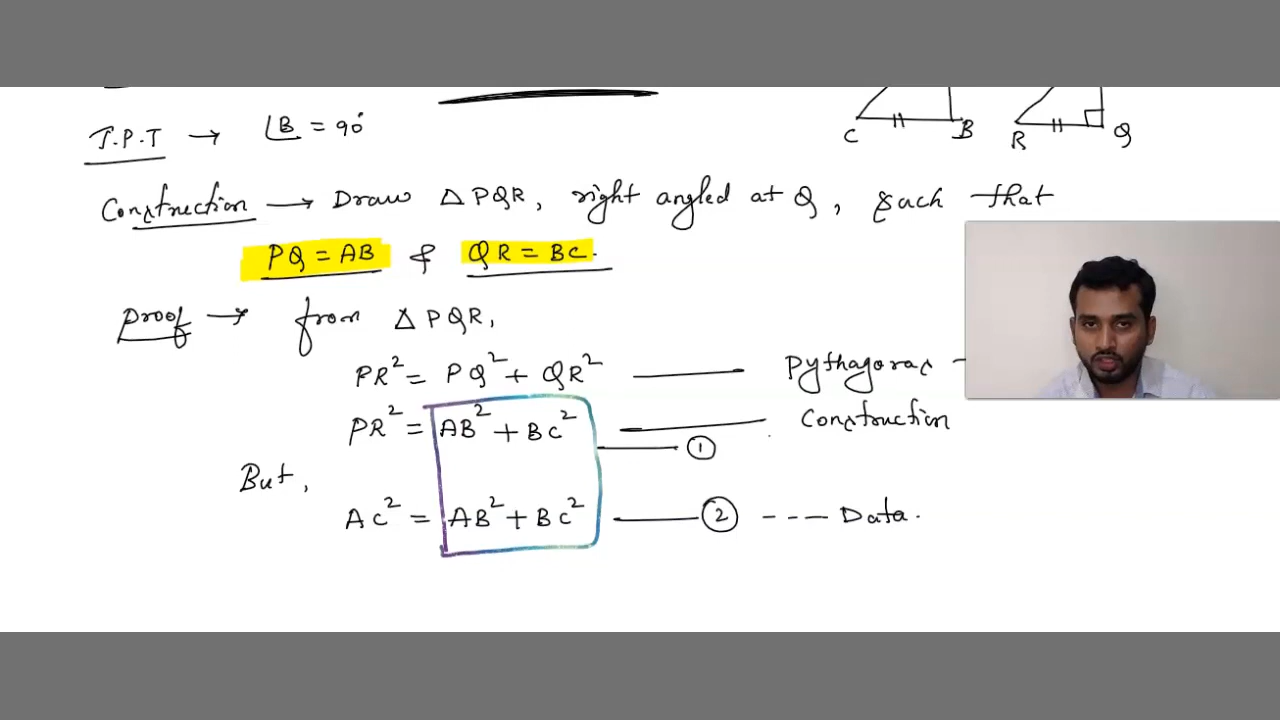 T.P.T → ∠B = 90°
C B R Q
Construction → Draw △PQR, right angled at Q, such that
PQ = AB & QR = BC.
Proof → from △PQR,
PR² = PQ² + QR² ——— Pythagoras
PR² = AB² + BC² ——— Construction
——— ①
But,
AC² = AB² + BC² ——— ② ---- Data.